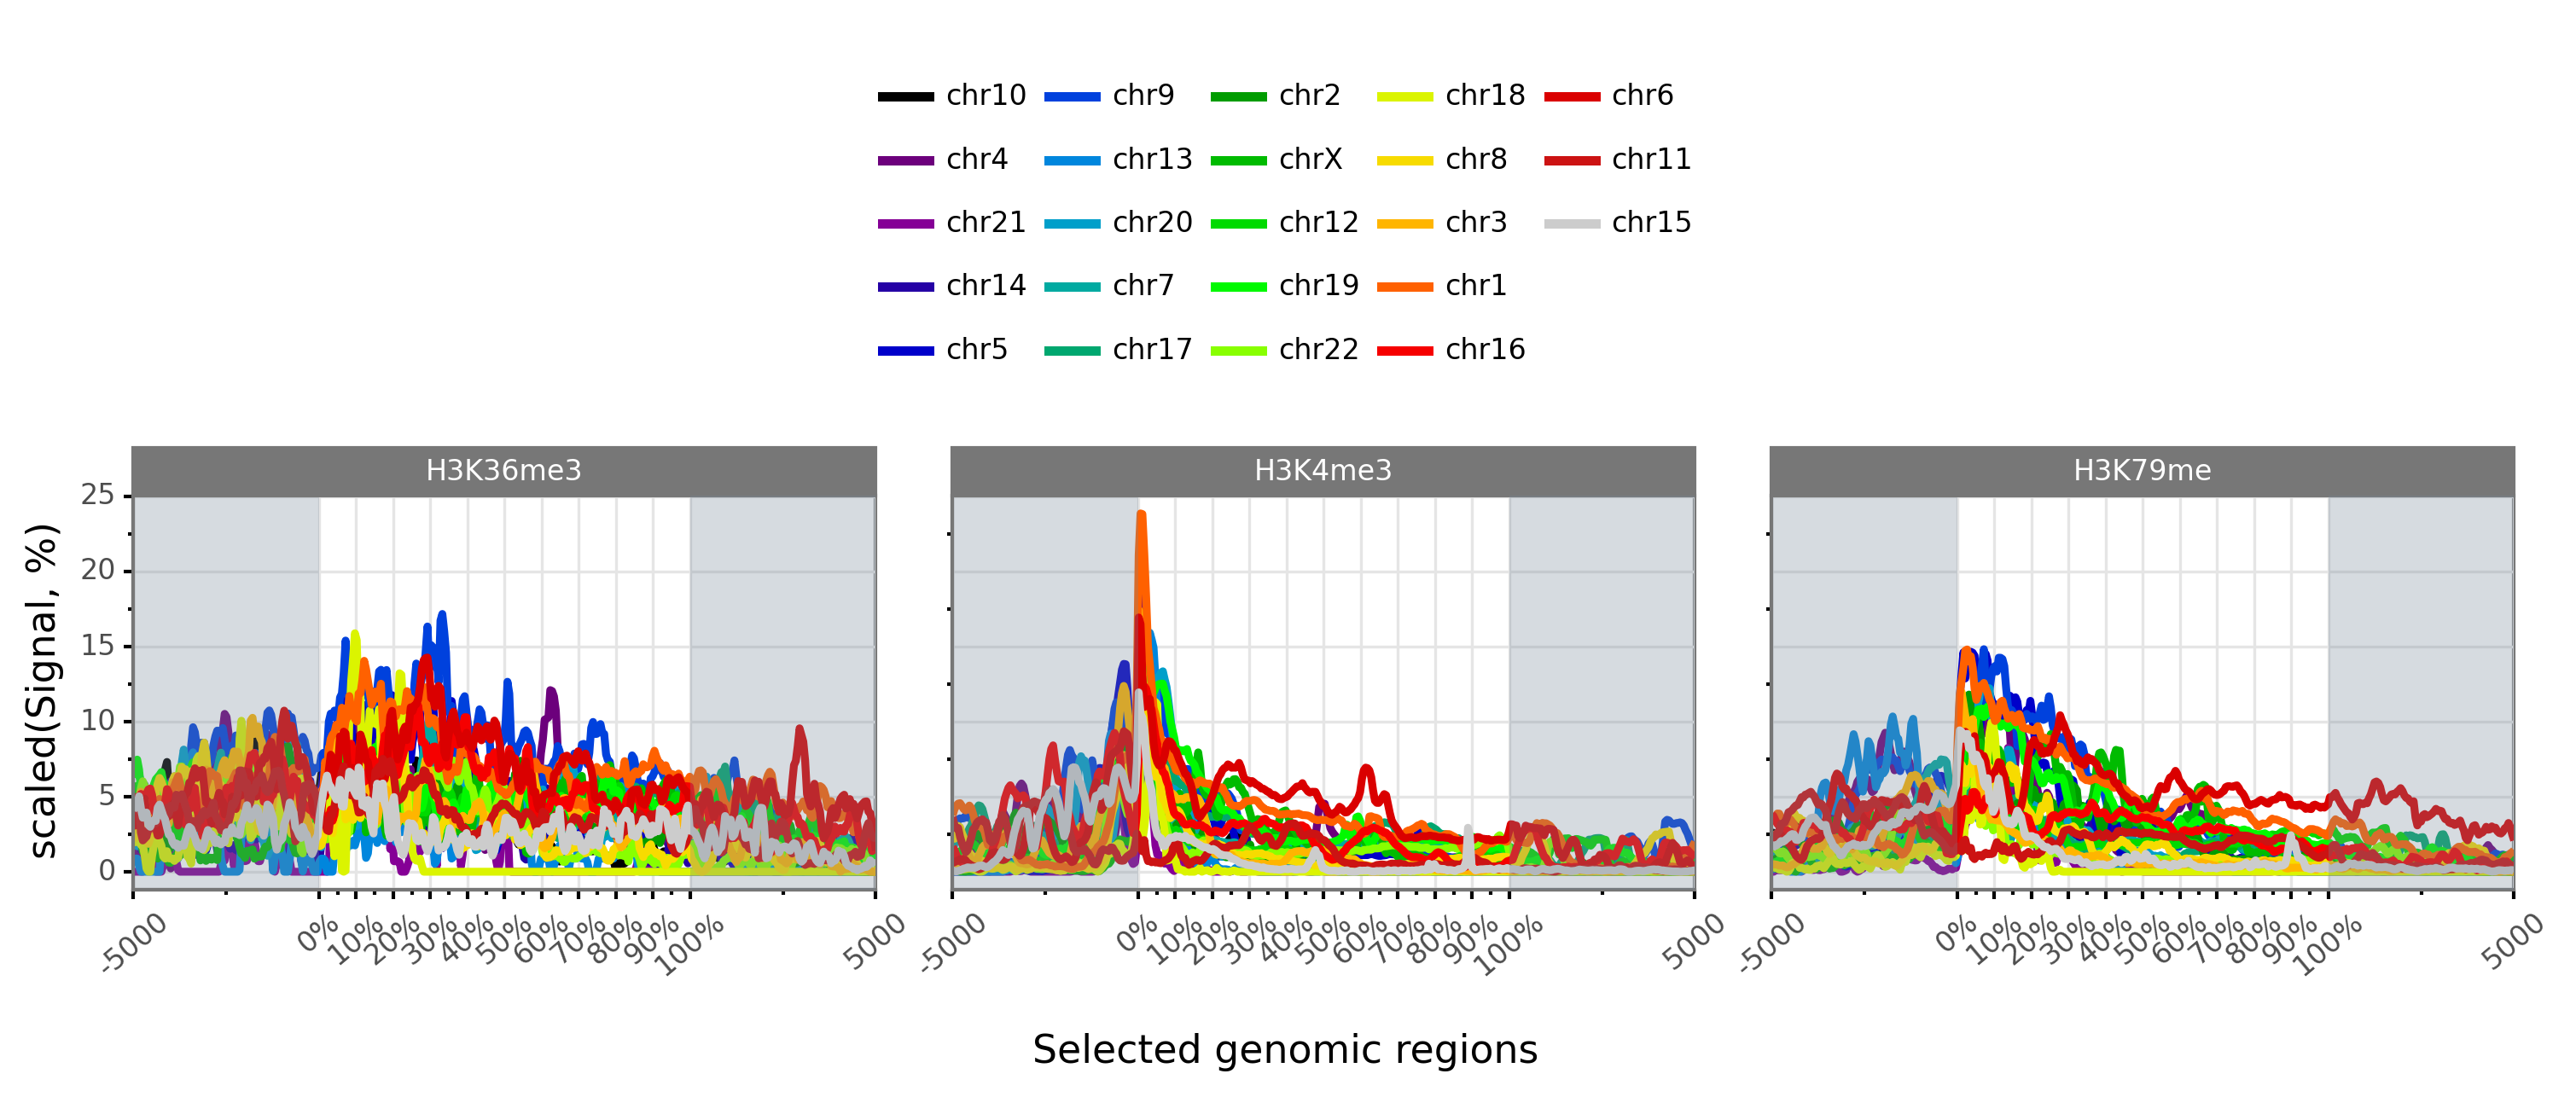 chr10 chr9 chr2 chr18 chr6
chr4 chr13 chrX chr8 chr11
chr21 chr20 chr12 chr3 chr15
chr14 chr7 chr19 chr1
chr5 chr17 chr22 chr16
H3K36me3 H3K4me3 H3K79me
scaled(Signal, %)
25
20
15
10
5
0
-5000 0% 10% 20% 30% 40% 50% 60% 70% 80% 90% 100% 5000 -5000 0% 10% 20% 30% 40% 50% 60% 70% 80% 90% 100% 5000 -5000 0% 10% 20% 30% 40% 50% 60% 70% 80% 90% 100% 5000
Selected genomic regions